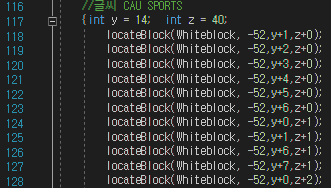 116 //글씨 CAU SPORTS
117 {int y = 14; int z = 40;
118 locateBlock(Whiteblock, -52,y+1,z+0);
119 locateBlock(Whiteblock, -52,y+2,z+0);
120 locateBlock(Whiteblock, -52,y+3,z+0);
121 locateBlock(Whiteblock, -52,y+4,z+0);
122 locateBlock(Whiteblock, -52,y+5,z+0);
123 locateBlock(Whiteblock, -52,y+6,z+0);
124 locateBlock(Whiteblock, -52,y+0,z+1);
125 locateBlock(Whiteblock, -52,y+1,z+1);
126 locateBlock(Whiteblock, -52,y+6,z+1);
127 locateBlock(Whiteblock, -52,y+7,z+1);
128 locateBlock(Whiteblock, -52,y+0,z+2);